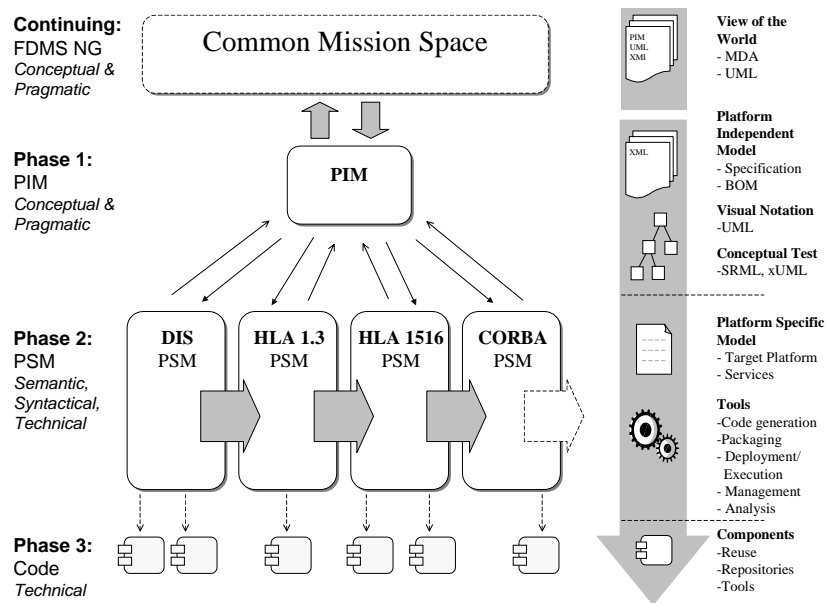 Continuing:
FDMS NG
Conceptual &
Pragmatic
Common Mission Space
Phase 1:
PIM
Conceptual &
Pragmatic
PIM
Phase 2:
PSM
Semantic,
Syntactical,
Technical
DIS
PSM
HLA 1.3
PSM
HLA 1516
PSM
CORBA
PSM
Phase 3:
Code
Technical
PIM
UML
XMI
View of the
World
- MDA
- UML
XML
Platform
Independent
Model
- Specification
- BOM
Visual Notation
-UML
Conceptual Test
-SRML, xUML
Platform Specific
Model
- Target Platform
- Services
Tools
-Code generation
-Packaging
- Deployment/
Execution
- Management
- Analysis
Components
-Reuse
-Repositories
-Tools